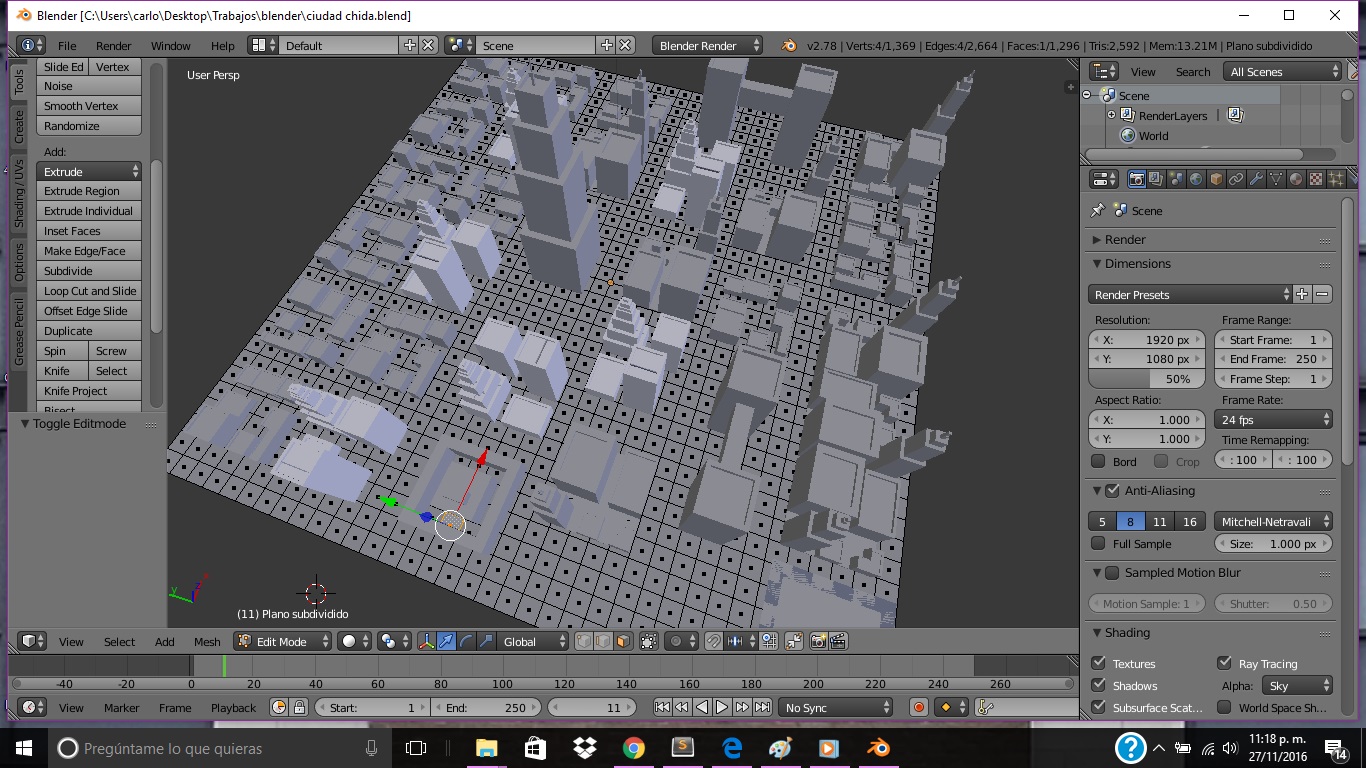 Blender [C:\Users\carlo\Desktop\Trabajos\blender\ciudad chida.blend]
File Render Window Help Default Scene Blender Render v2.78 | Verts:4/1,369 | Edges:4/2,664 | Faces:1/1,296 | Tris:2,592 | Mem:13.21M | Plano subdividido
Tools
Create
Shading / UVs
Options
Grease Pencil
Slide Ed Vertex
Noise
Smooth Vertex
Randomize
Add:
Extrude
Extrude Region
Extrude Individual
Inset Faces
Make Edge/Face
Subdivide
Loop Cut and Slide
Offset Edge Slide
Duplicate
Spin Screw
Knife Select
Knife Project
Bisect
Toggle Editmode
User Persp
(11) Plano subdividido
View Select Add Mesh Edit Mode Global
-40 -20 0 20 40 60 80 100 120 140 160 180 200 220 240 260
View Marker Frame Playback Start: 1 End: 250 11 No Sync
View Search All Scenes
Scene
RenderLayers |
World
Scene
Render
Dimensions
Render Presets
Resolution: Frame Range:
X: 1920 px Start Frame: 1
Y: 1080 px End Frame: 250
50% Frame Step: 1
Aspect Ratio: Frame Rate:
X: 1.000 24 fps
Y: 1.000 Time Remapping:
Bord Crop : 100 : 100
Anti-Aliasing
5 8 11 16 Mitchell-Netravali
Full Sample Size: 1.000 px
Sampled Motion Blur
Motion Sample: 1 Shutter: 0.50
Shading
Textures Ray Tracing
Shadows Alpha: Sky
Subsurface Scat... World Space Sh...
Pregúntame lo que quieras
11:18 p. m.
27/11/2016
14